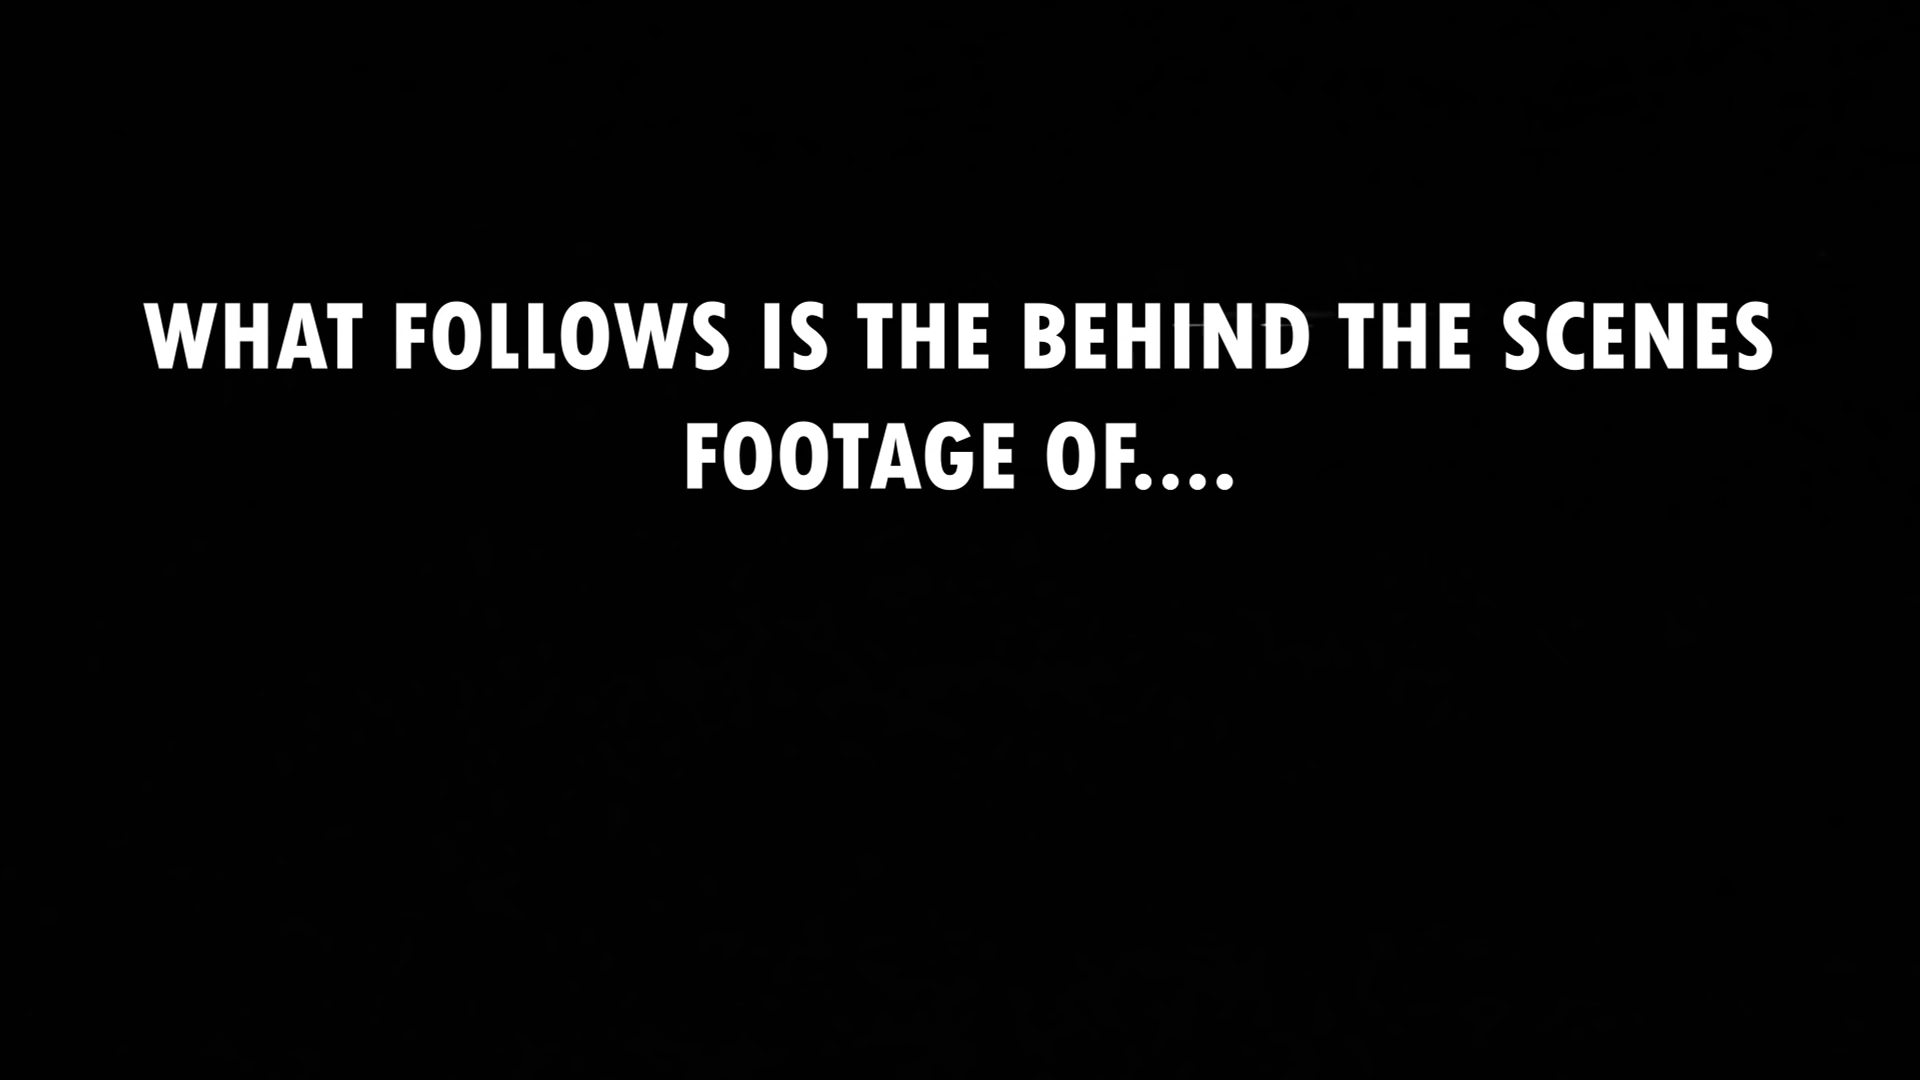 WHAT FOLLOWS IS THE BEHIND THE SCENES
FOOTAGE OF....